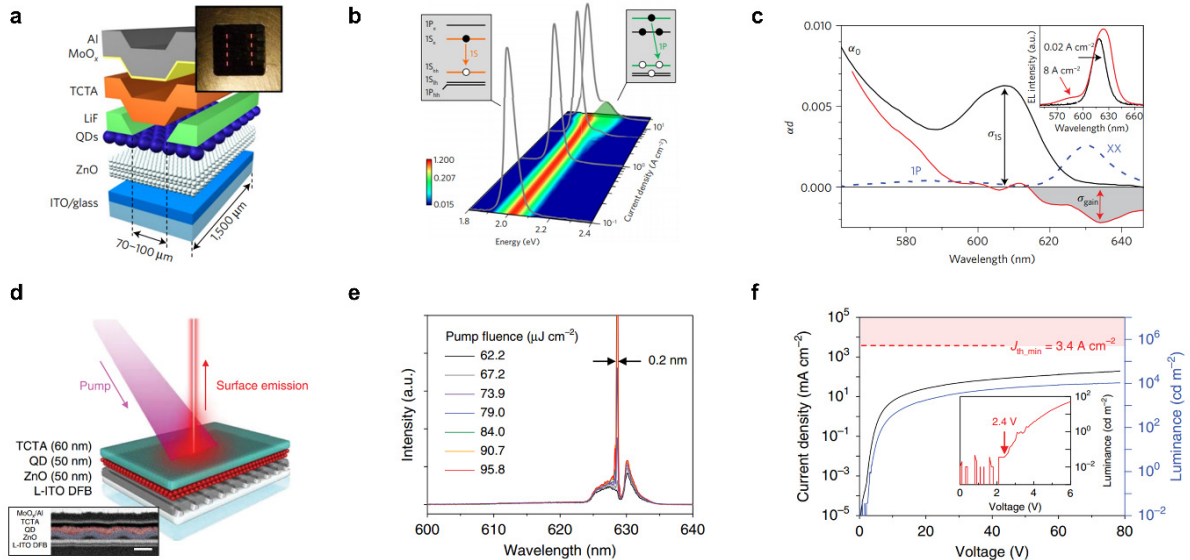 a
Al
MoOₓ
TCTA
LiF
QDs
ZnO
ITO/glass
70–100 μm
1,500 μm
b
1Pₑ
1Sₑ
1S
1Sₕₕ
1Sₗₕ
1Pₕₕ
1P
1.200
0.207
0.015
10¹
10⁰
10⁻¹
Current density (A cm⁻²)
1.8
2.0
2.2
2.4
Energy (eV)
c
0.010
0.005
0.000
αd
α₀
σ₁S
1P
XX
σgain
580
600
620
640
Wavelength (nm)
EL intensity (a.u.)
0.02 A cm⁻²
8 A cm⁻²
570 600 630 660
Wavelength (nm)
d
Pump
Surface emission
TCTA (60 nm)
QD (50 nm)
ZnO (50 nm)
L-ITO DFB
MoOₓ/Al
TCTA
QD
ZnO
L-ITO DFB
e
Intensity (a.u.)
Pump fluence (μJ cm⁻²)
62.2
67.2
73.9
79.0
84.0
90.7
95.8
0.2 nm
600 610 620 630 640
Wavelength (nm)
f
Current density (mA cm⁻²)
10⁵
10³
10¹
10⁻¹
10⁻³
10⁻⁵
Jth_min = 3.4 A cm⁻²
10⁶
10⁴
10²
10⁰
10⁻²
Luminance (cd m⁻²)
2.4 V
10²
10⁰
10⁻²
Luminance (cd m⁻²)
0 2 4 6
Voltage (V)
0 20 40 60 80
Voltage (V)